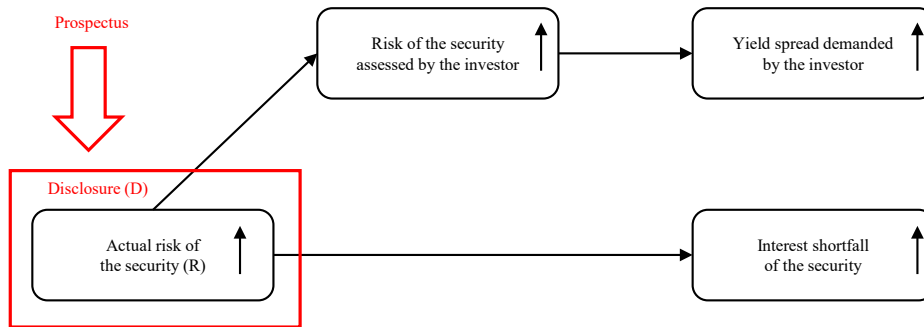 Prospectus
Risk of the security
assessed by the investor
Yield spread demanded
by the investor
Disclosure (D)
Actual risk of
the security (R)
Interest shortfall
of the security